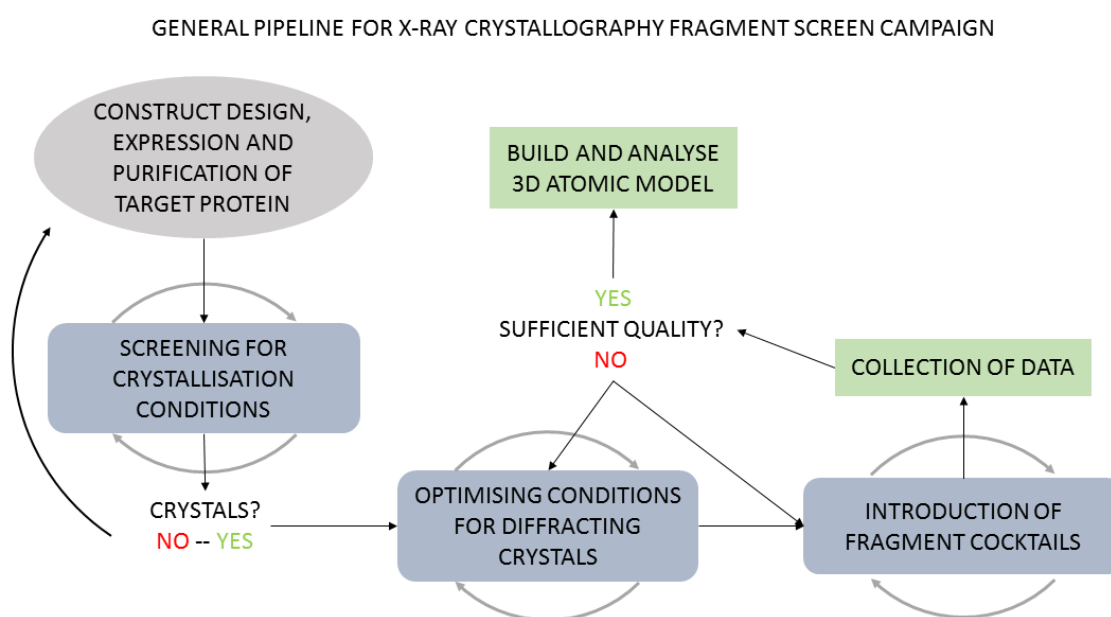 GENERAL PIPELINE FOR X-RAY CRYSTALLOGRAPHY FRAGMENT SCREEN CAMPAIGN
CONSTRUCT DESIGN,
EXPRESSION AND
PURIFICATION OF
TARGET PROTEIN
SCREENING FOR
CRYSTALLISATION
CONDITIONS
CRYSTALS?
NO -- YES
OPTIMISING CONDITIONS
FOR DIFFRACTING
CRYSTALS
INTRODUCTION OF
FRAGMENT COCKTAILS
COLLECTION OF DATA
SUFFICIENT QUALITY?
YES
NO
BUILD AND ANALYSE
3D ATOMIC MODEL